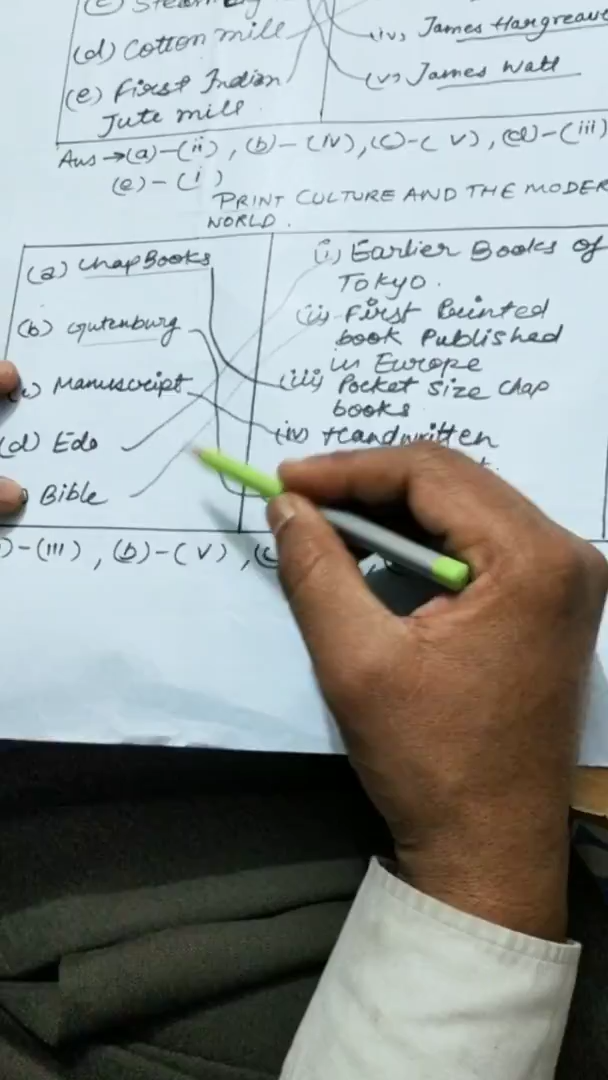 (d) Cotton mill
(iv) James Hargreave
(e) First Indian
Jute mill.
(v) James Watt
Ans → (a)-(ii), (b)-(iv), (c)-(v), (d)-(iii)
(e)-(i)
PRINT CULTURE AND THE MODER
WORLD.
(a) Chap Books
(i) Earlier Books of
Tokyo.
(b) Gutenburg
(ii) First Printed
book Published
in Europe
(c) Manuscript
(iii) Pocket Size Chap
books
(d) Edo
(iv) Handwritten
Bible
)-(III), (b)-(V),